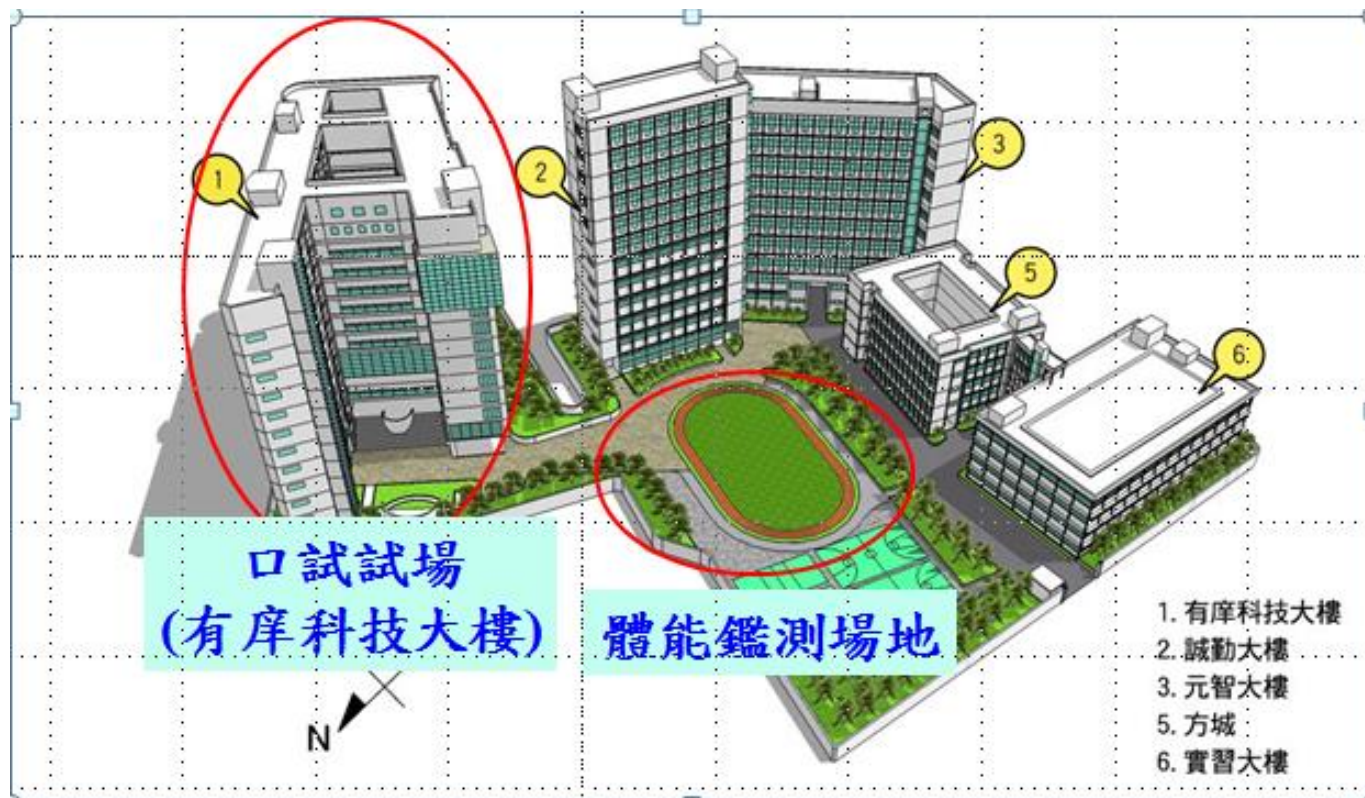 1
2
3
5
6
口試試場
(有庠科技大樓)
體能鑑測場地
N
1. 有庠科技大樓
2. 誠勤大樓
3. 元智大樓
5. 方城
6. 實習大樓